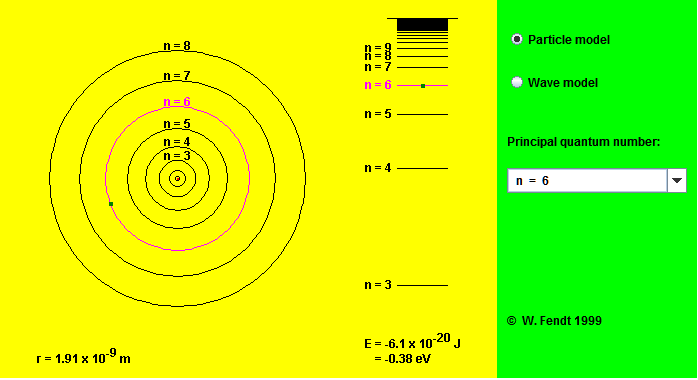 n = 8
n = 7
n = 6
n = 5
n = 4
n = 3
r = 1.91 x 10⁻⁹ m
n = 9
n = 8
n = 7
n = 6
n = 5
n = 4
n = 3
E = -6.1 x 10⁻²⁰ J
= -0.38 eV
Particle model
Wave model
Principal quantum number:
n = 6
© W. Fendt 1999